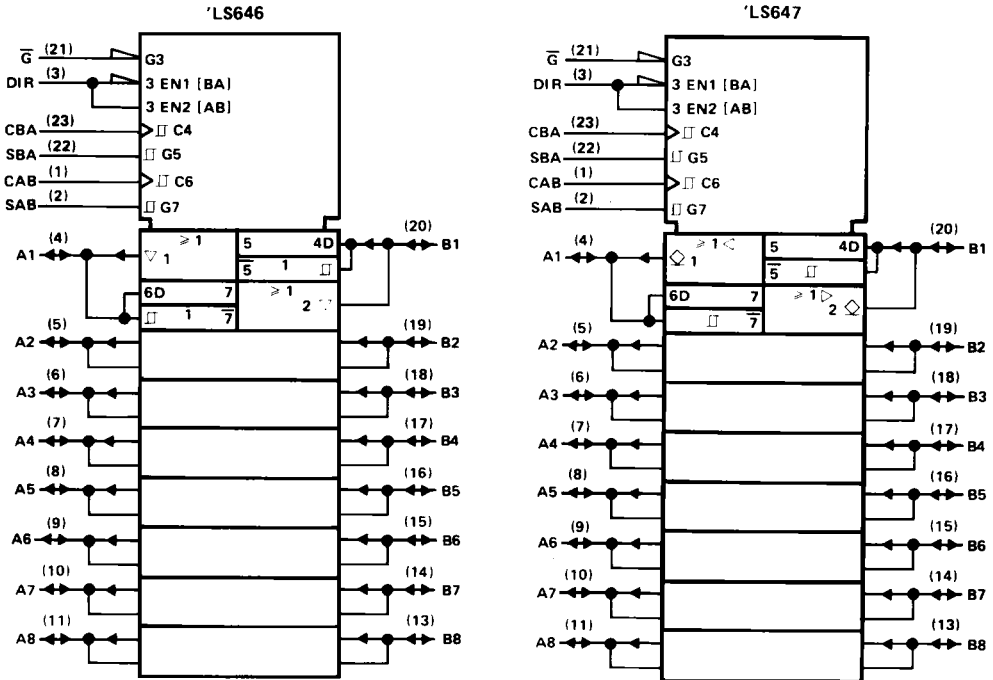 'LS646
G̅ (21) G3
DIR (3) 3 EN1 [BA]
3 EN2 [AB]
CBA (23) C4
SBA (22) G5
CAB (1) C6
SAB (2) G7
A1 (4) ≥1 ▽ 1 5 4D (20) B1
5̅ 1
6D 7 ≥1 2 ▽
1 7̅
A2 (5) (19) B2
A3 (6) (18) B3
A4 (7) (17) B4
A5 (8) (16) B5
A6 (9) (15) B6
A7 (10) (14) B7
A8 (11) (13) B8
'LS647
G̅ (21) G3
DIR (3) 3 EN1 [BA]
3 EN2 [AB]
CBA (23) C4
SBA (22) G5
CAB (1) C6
SAB (2) G7
A1 (4) ≥1 ◁ 1 5 4D (20) B1
5̅
6D 7 ≥1 ▷ 2
7̅
A2 (5) (19) B2
A3 (6) (18) B3
A4 (7) (17) B4
A5 (8) (16) B5
A6 (9) (15) B6
A7 (10) (14) B7
A8 (11) (13) B8